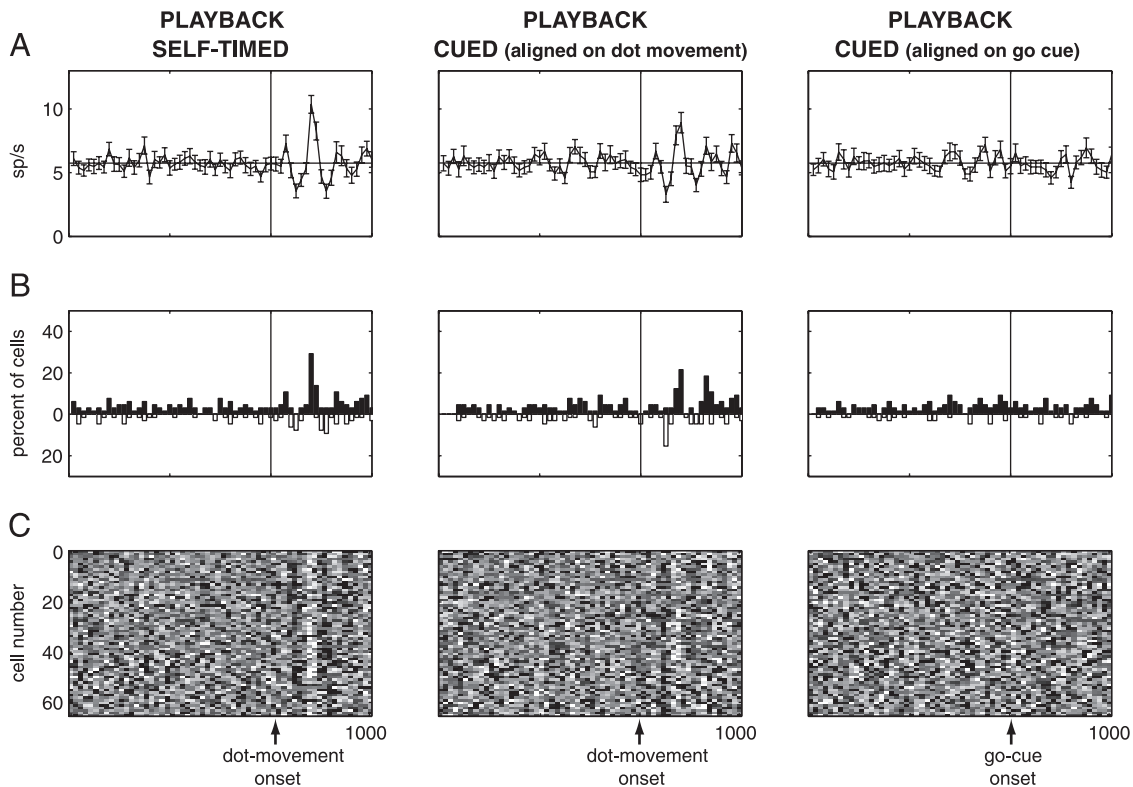 PLAYBACK
SELF-TIMED
PLAYBACK
CUED (aligned on dot movement)
PLAYBACK
CUED (aligned on go cue)
A
sp/s
10
5
0
B
percent of cells
40
20
0
20
C
cell number
0
20
40
60
1000
dot-movement
onset
1000
dot-movement
onset
1000
go-cue
onset